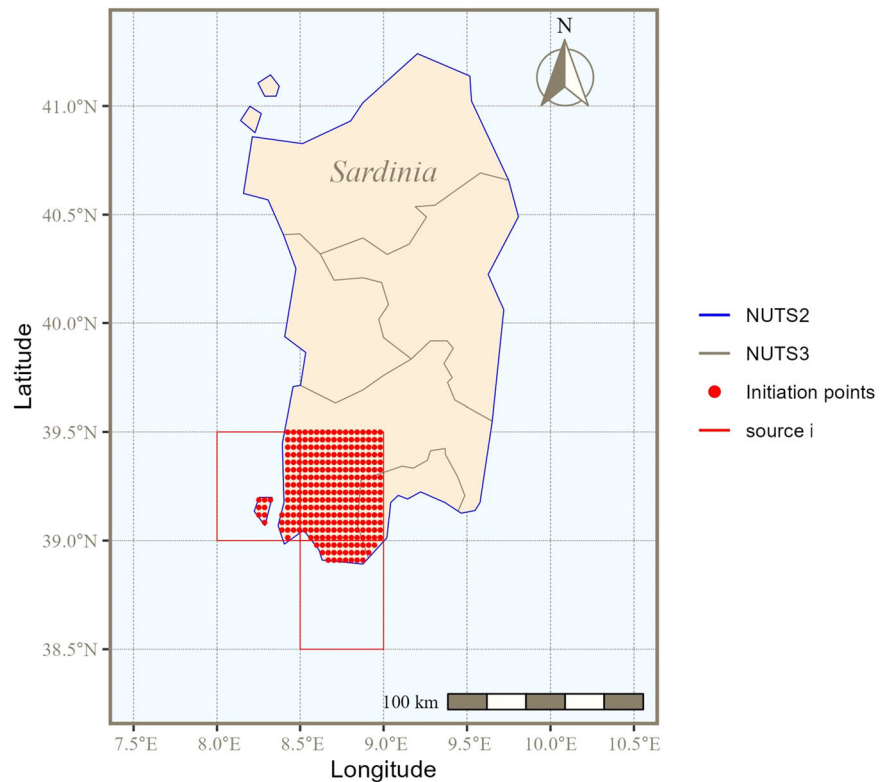 N
Sardinia
41.0°N
40.5°N
40.0°N
39.5°N
39.0°N
38.5°N
Latitude
7.5°E 8.0°E 8.5°E 9.0°E 9.5°E 10.0°E 10.5°E
Longitude
100 km
NUTS2
NUTS3
Initiation points
source i